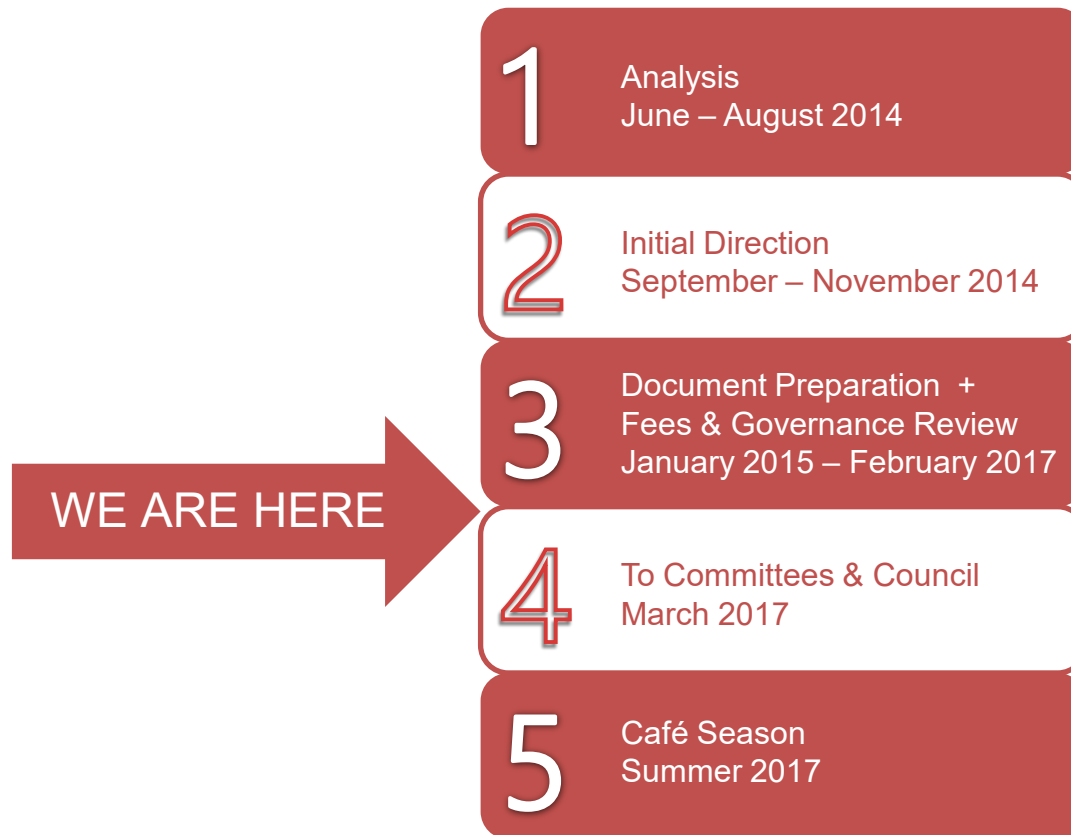 1
Analysis
June – August 2014
2
Initial Direction
September – November 2014
3
Document Preparation +
Fees & Governance Review
January 2015 – February 2017
WE ARE HERE
4
To Committees & Council
March 2017
5
Café Season
Summer 2017